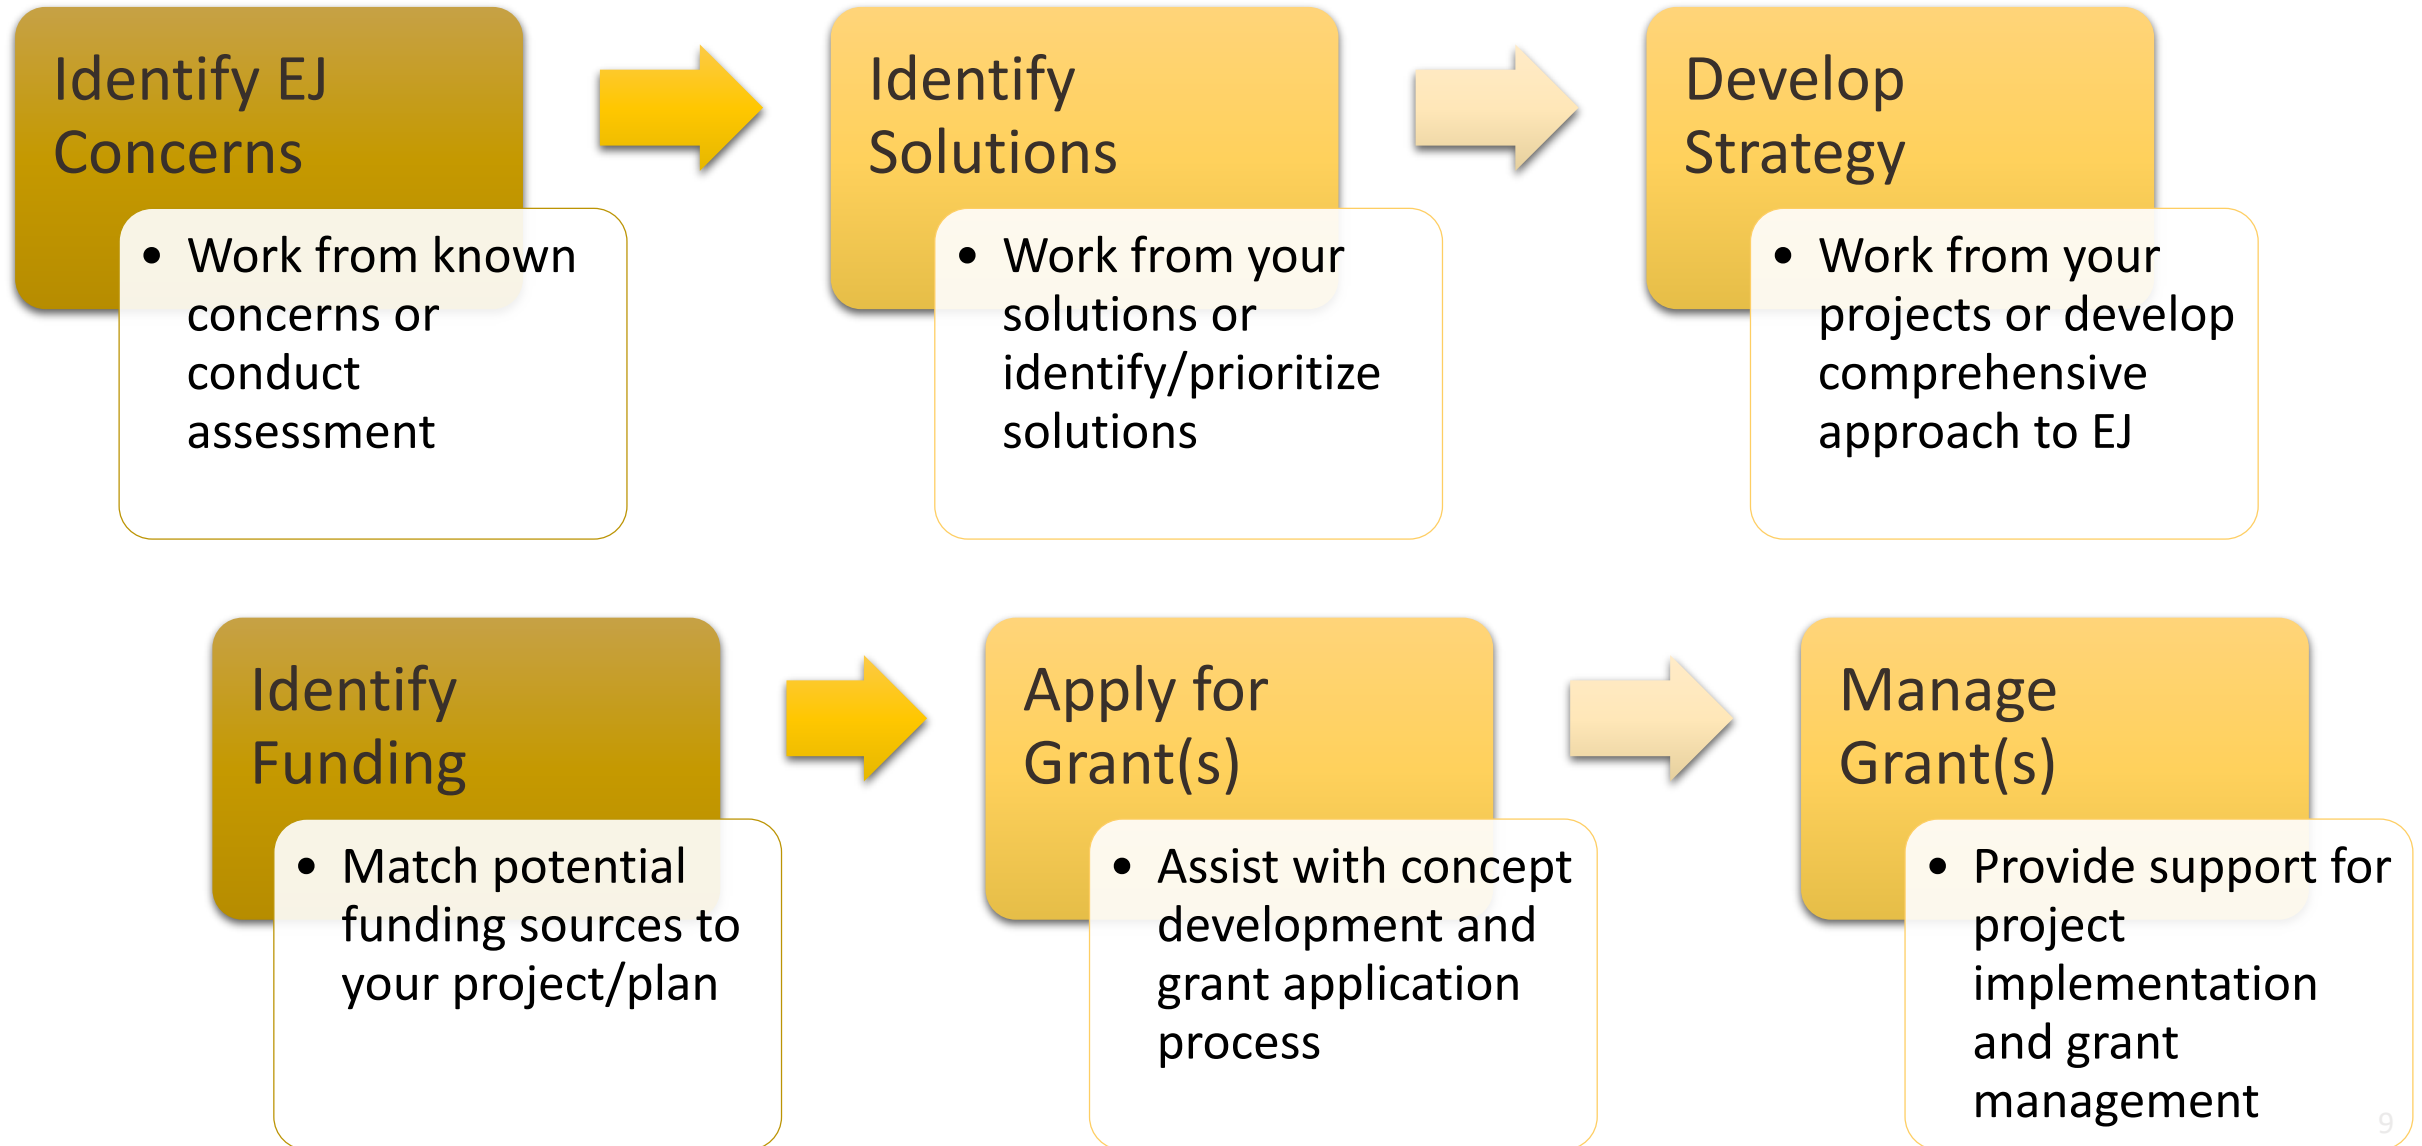 Identify EJ
Concerns
• Work from known
concerns or
conduct
assessment
Identify
Solutions
• Work from your
solutions or
identify/prioritize
solutions
Develop
Strategy
• Work from your
projects or develop
comprehensive
approach to EJ
Identify
Funding
• Match potential
funding sources to
your project/plan
Apply for
Grant(s)
• Assist with concept
development and
grant application
process
Manage
Grant(s)
• Provide support for
project
implementation
and grant
management
9